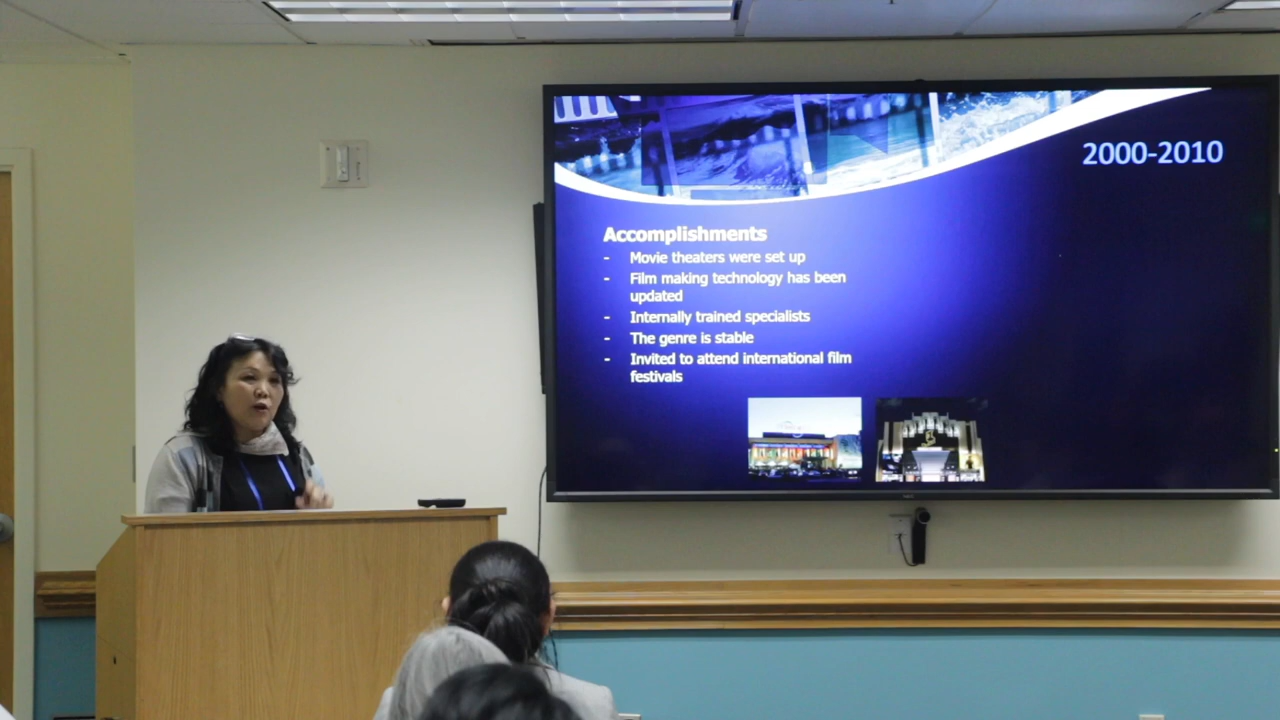 2000-2010
Accomplishments
- Movie theaters were set up
- Film making technology has been
updated
- Internally trained specialists
- The genre is stable
- Invited to attend international film
festivals